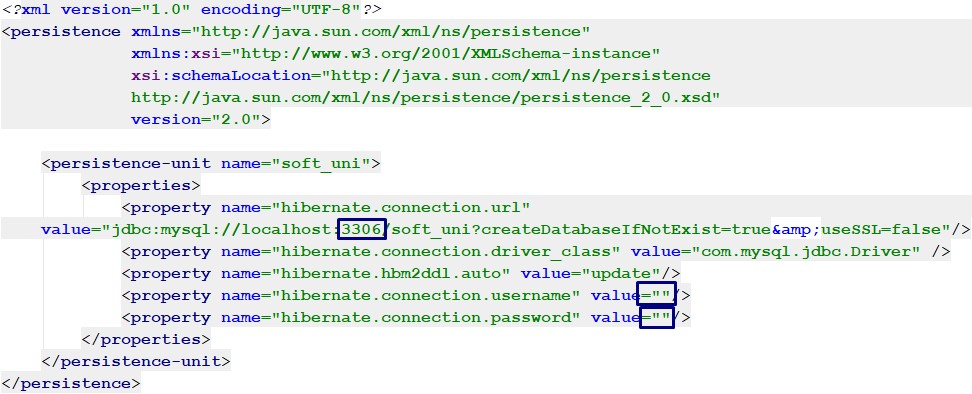 <?xml version="1.0" encoding="UTF-8"?>
<persistence xmlns="http://java.sun.com/xml/ns/persistence"
xmlns:xsi="http://www.w3.org/2001/XMLSchema-instance"
xsi:schemaLocation="http://java.sun.com/xml/ns/persistence
http://java.sun.com/xml/ns/persistence/persistence_2_0.xsd"
version="2.0">
<persistence-unit name="soft_uni">
<properties>
<property name="hibernate.connection.url"
value="jdbc:mysql://localhost:3306/soft_uni?createDatabaseIfNotExist=true&amp;useSSL=false"/>
<property name="hibernate.connection.driver_class" value="com.mysql.jdbc.Driver" />
<property name="hibernate.hbm2ddl.auto" value="update"/>
<property name="hibernate.connection.username" value=""/>
<property name="hibernate.connection.password" value=""/>
</properties>
</persistence-unit>
</persistence>